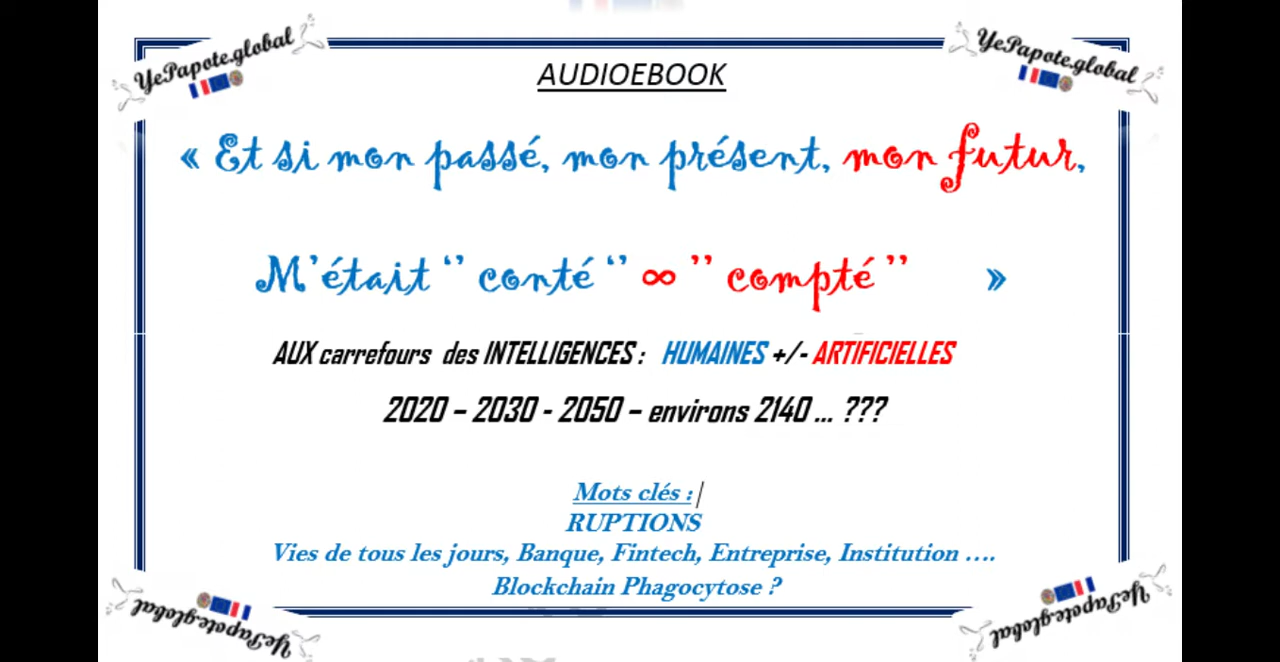 YePapote.global
YePapote.global
AUDIOEBOOK
« Et si mon passé, mon présent, mon futur,
M'était ‘’ conté ‘’ ∞ ’’ compté ’’ »
AUX carrefours des INTELLIGENCES : HUMAINES +/- ARTIFICIELLES
2020 – 2030 - 2050 – environs 2140 ... ???
Mots clés :
RUPTIONS
Vies de tous les jours, Banque, Fintech, Entreprise, Institution ....
Blockchain Phagocytose ?
YePapote.global
YePapote.global